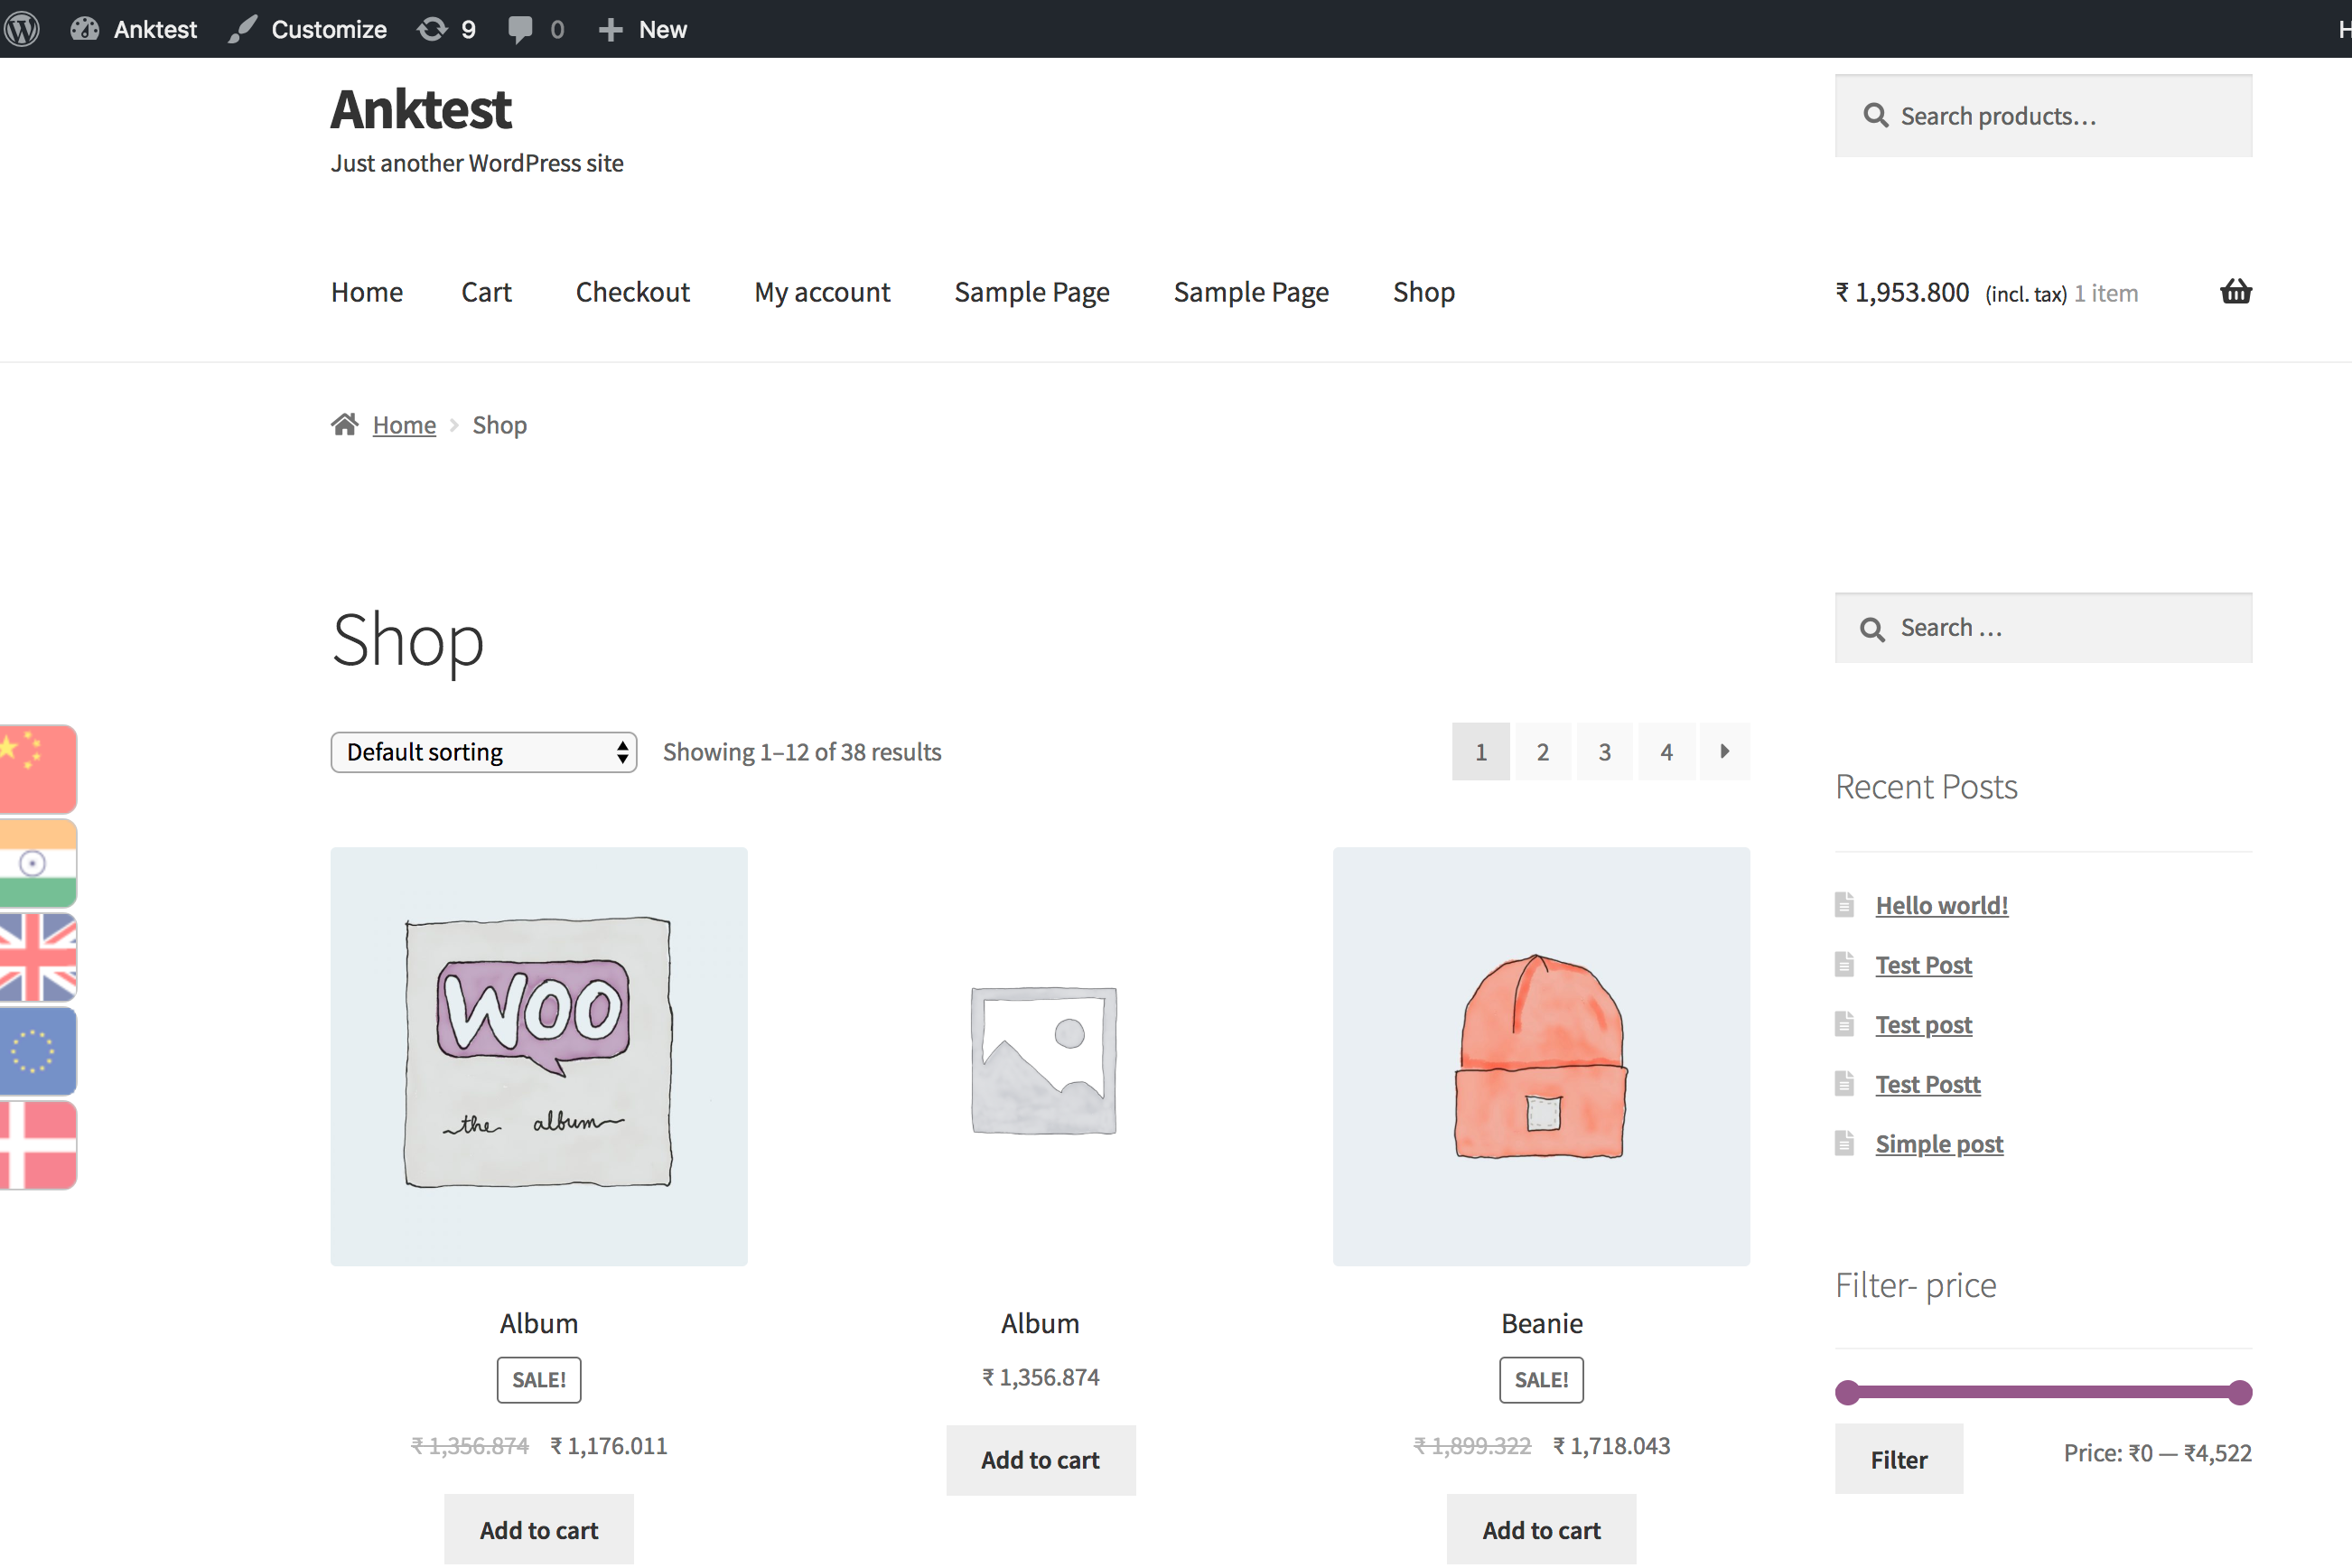 Anktest Customize 9 0 New H
Anktest
Search products…
Just another WordPress site
Home Cart Checkout My account Sample Page Sample Page Shop ₹ 1,953.800 (incl. tax) 1 item
Home Shop
Shop
Search …
Default sorting Showing 1–12 of 38 results 1 2 3 4
Recent Posts
Hello world!
Test Post
Test post
Test Postt
Simple post
WOO
the album
Filter- price
Album Album Beanie
SALE! ₹ 1,356.874 SALE!
₹ 1,356.874 ₹ 1,176.011 Add to cart ₹ 1,899.322 ₹ 1,718.043
Filter Price: ₹0 — ₹4,522
Add to cart Add to cart